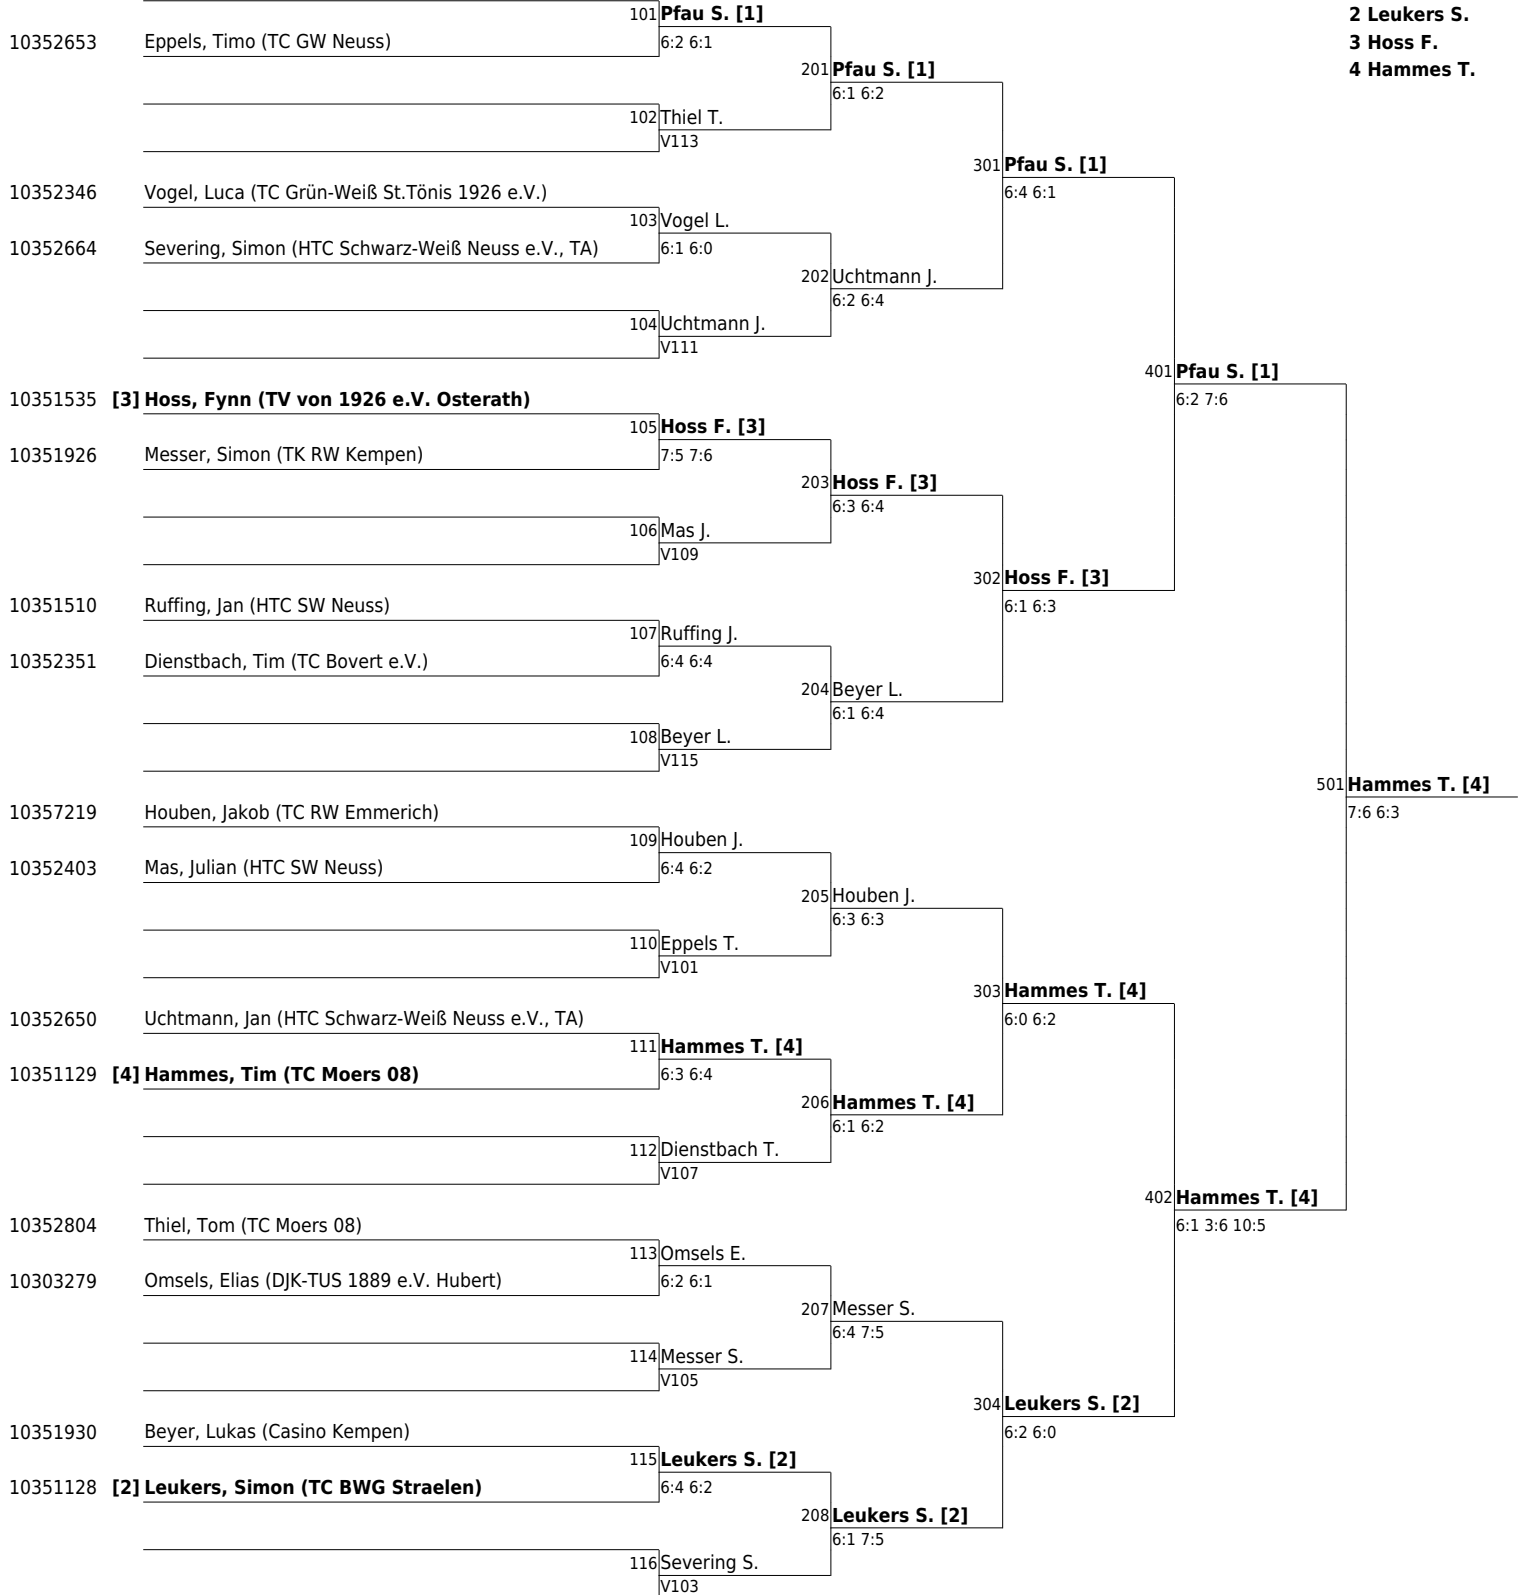 101 Pfau S. [1]
2 Leukers S.
10352653 Eppels, Timo (TC GW Neuss)
6:2 6:1
3 Hoss F.
201 Pfau S. [1]
4 Hammes T.
6:1 6:2
102 Thiel T.
V113
301 Pfau S. [1]
10352346 Vogel, Luca (TC Grün-Weiß St.Tönis 1926 e.V.)
6:4 6:1
103 Vogel L.
10352664 Severing, Simon (HTC Schwarz-Weiß Neuss e.V., TA)
6:1 6:0
202 Uchtmann J.
6:2 6:4
104 Uchtmann J.
V111
401 Pfau S. [1]
10351535 [3] Hoss, Fynn (TV von 1926 e.V. Osterath)
6:2 7:6
105 Hoss F. [3]
10351926 Messer, Simon (TK RW Kempen)
7:5 7:6
203 Hoss F. [3]
6:3 6:4
106 Mas J.
V109
302 Hoss F. [3]
10351510 Ruffing, Jan (HTC SW Neuss)
6:1 6:3
107 Ruffing J.
10352351 Dienstbach, Tim (TC Bovert e.V.)
6:4 6:4
204 Beyer L.
6:1 6:4
108 Beyer L.
V115
501 Hammes T. [4]
10357219 Houben, Jakob (TC RW Emmerich)
7:6 6:3
109 Houben J.
10352403 Mas, Julian (HTC SW Neuss)
6:4 6:2
205 Houben J.
6:3 6:3
110 Eppels T.
V101
303 Hammes T. [4]
10352650 Uchtmann, Jan (HTC Schwarz-Weiß Neuss e.V., TA)
6:0 6:2
111 Hammes T. [4]
10351129 [4] Hammes, Tim (TC Moers 08)
6:3 6:4
206 Hammes T. [4]
6:1 6:2
112 Dienstbach T.
V107
402 Hammes T. [4]
10352804 Thiel, Tom (TC Moers 08)
6:1 3:6 10:5
113 Omsels E.
10303279 Omsels, Elias (DJK-TUS 1889 e.V. Hubert)
6:2 6:1
207 Messer S.
6:4 7:5
114 Messer S.
V105
304 Leukers S. [2]
10351930 Beyer, Lukas (Casino Kempen)
6:2 6:0
115 Leukers S. [2]
10351128 [2] Leukers, Simon (TC BWG Straelen)
6:4 6:2
208 Leukers S. [2]
6:1 7:5
116 Severing S.
V103